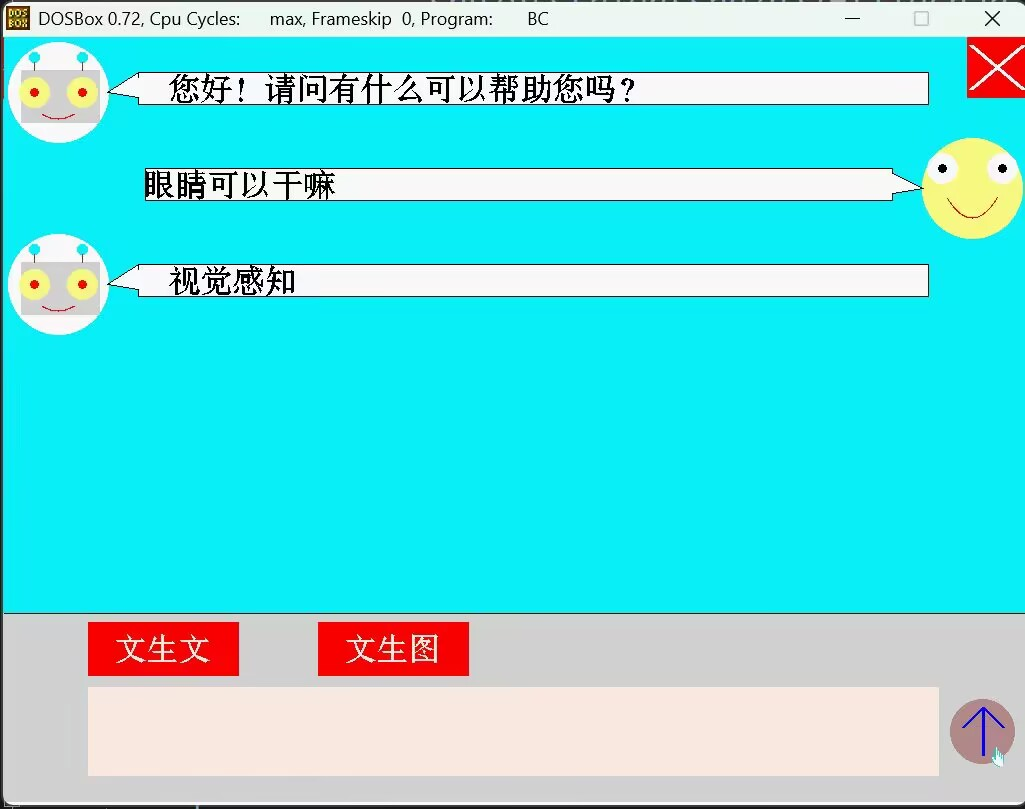 DOSBox 0.72, Cpu Cycles: max, Frameskip 0, Program: BC
您好！请问有什么可以帮助您吗？
眼睛可以干嘛
视觉感知
文生文 文生图